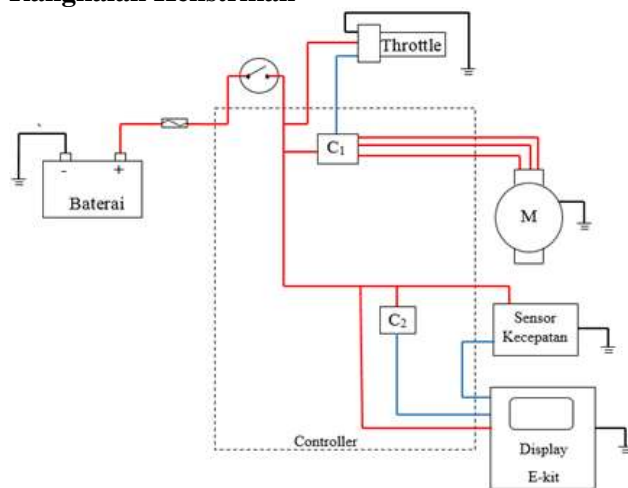 Throttle
C1
-
+
Baterai
M
C2
Sensor
Kecepatan
Controller
Display
E-kit